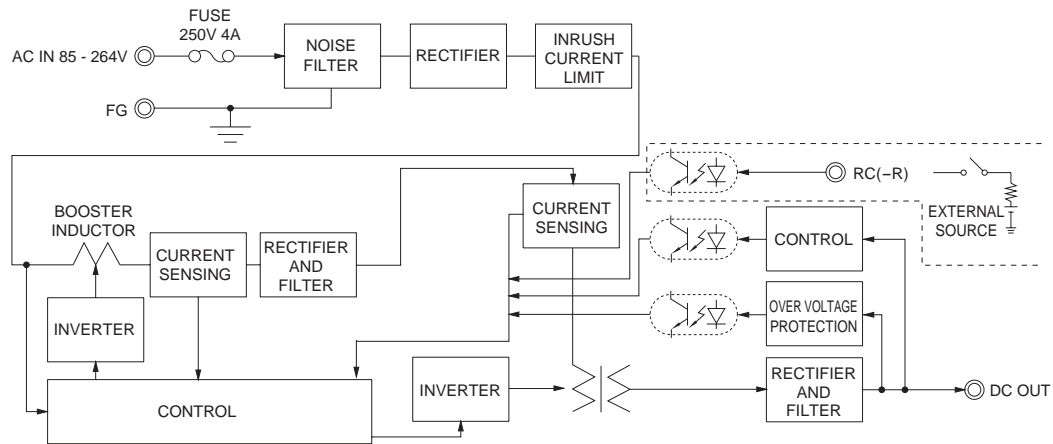 FUSE
250V 4A
AC IN 85 - 264V
NOISE
FILTER
RECTIFIER
INRUSH
CURRENT
LIMIT
FG
RC(−R)
EXTERNAL
SOURCE
BOOSTER
INDUCTOR
CURRENT
SENSING
RECTIFIER
AND
FILTER
CURRENT
SENSING
CONTROL
INVERTER
OVER VOLTAGE
PROTECTION
CONTROL
INVERTER
RECTIFIER
AND
FILTER
DC OUT